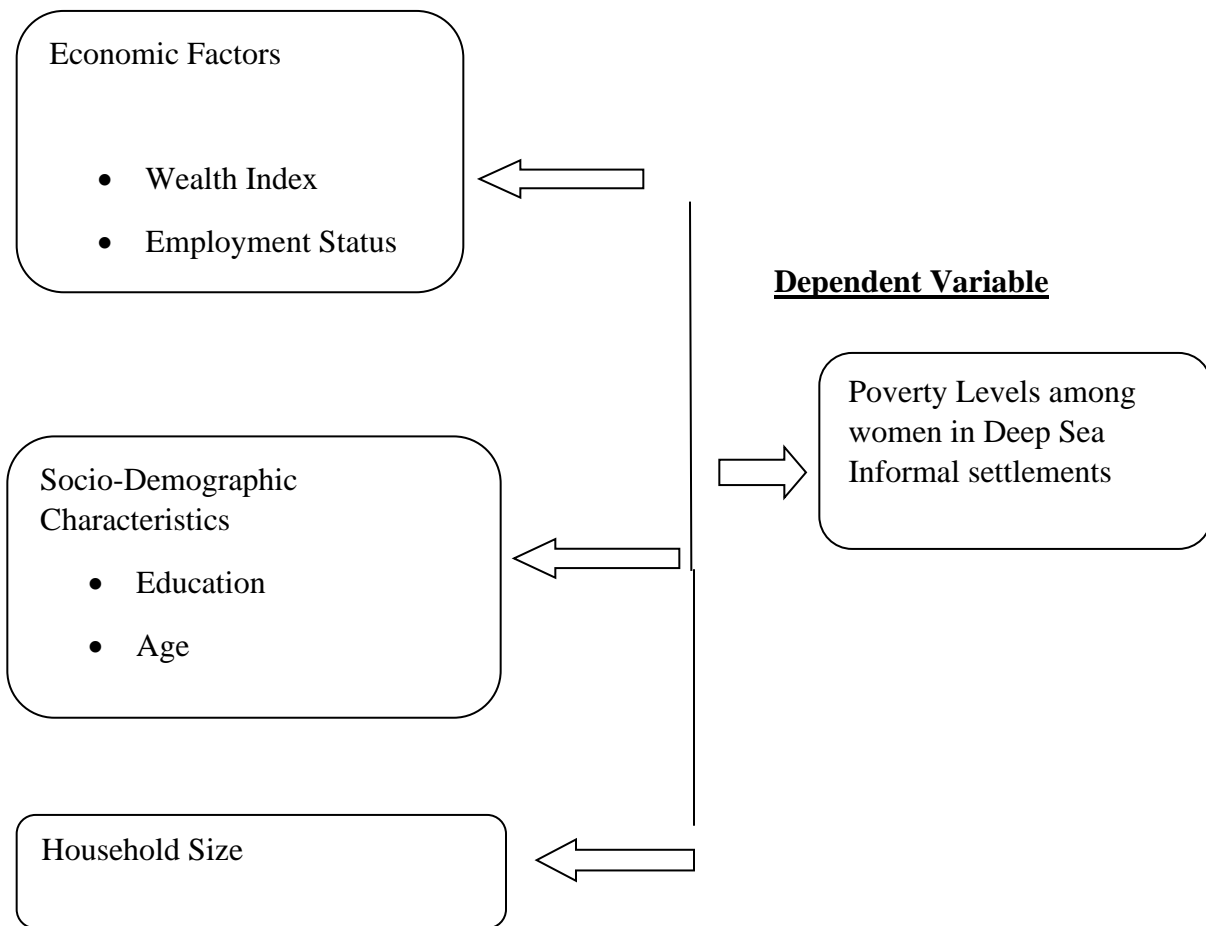 Economic Factors
• Wealth Index
• Employment Status
Dependent Variable
Poverty Levels among
women in Deep Sea
Informal settlements
Socio-Demographic
Characteristics
• Education
• Age
Household Size